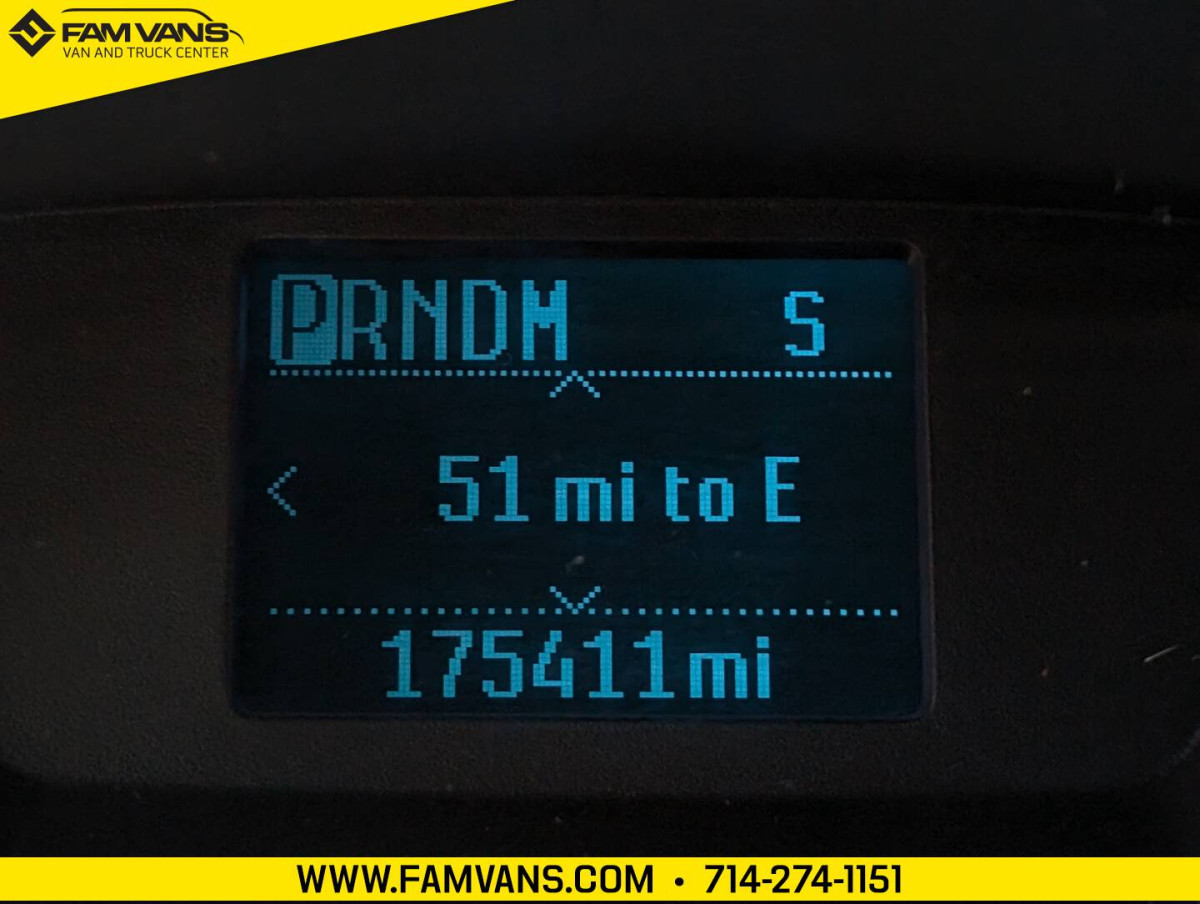 FAM VANS
VAN AND TRUCK CENTER
PRNDM S
51 mi to E
175411mi
WWW.FAMVANS.COM • 714-274-1151